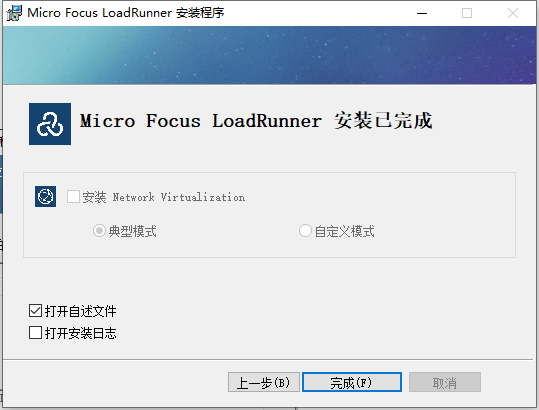 Micro Focus LoadRunner 安装程序
Micro Focus LoadRunner 安装已完成
安装 Network Virtualization
典型模式 自定义模式
打开自述文件
打开安装日志
上一步(B) 完成(F) 取消